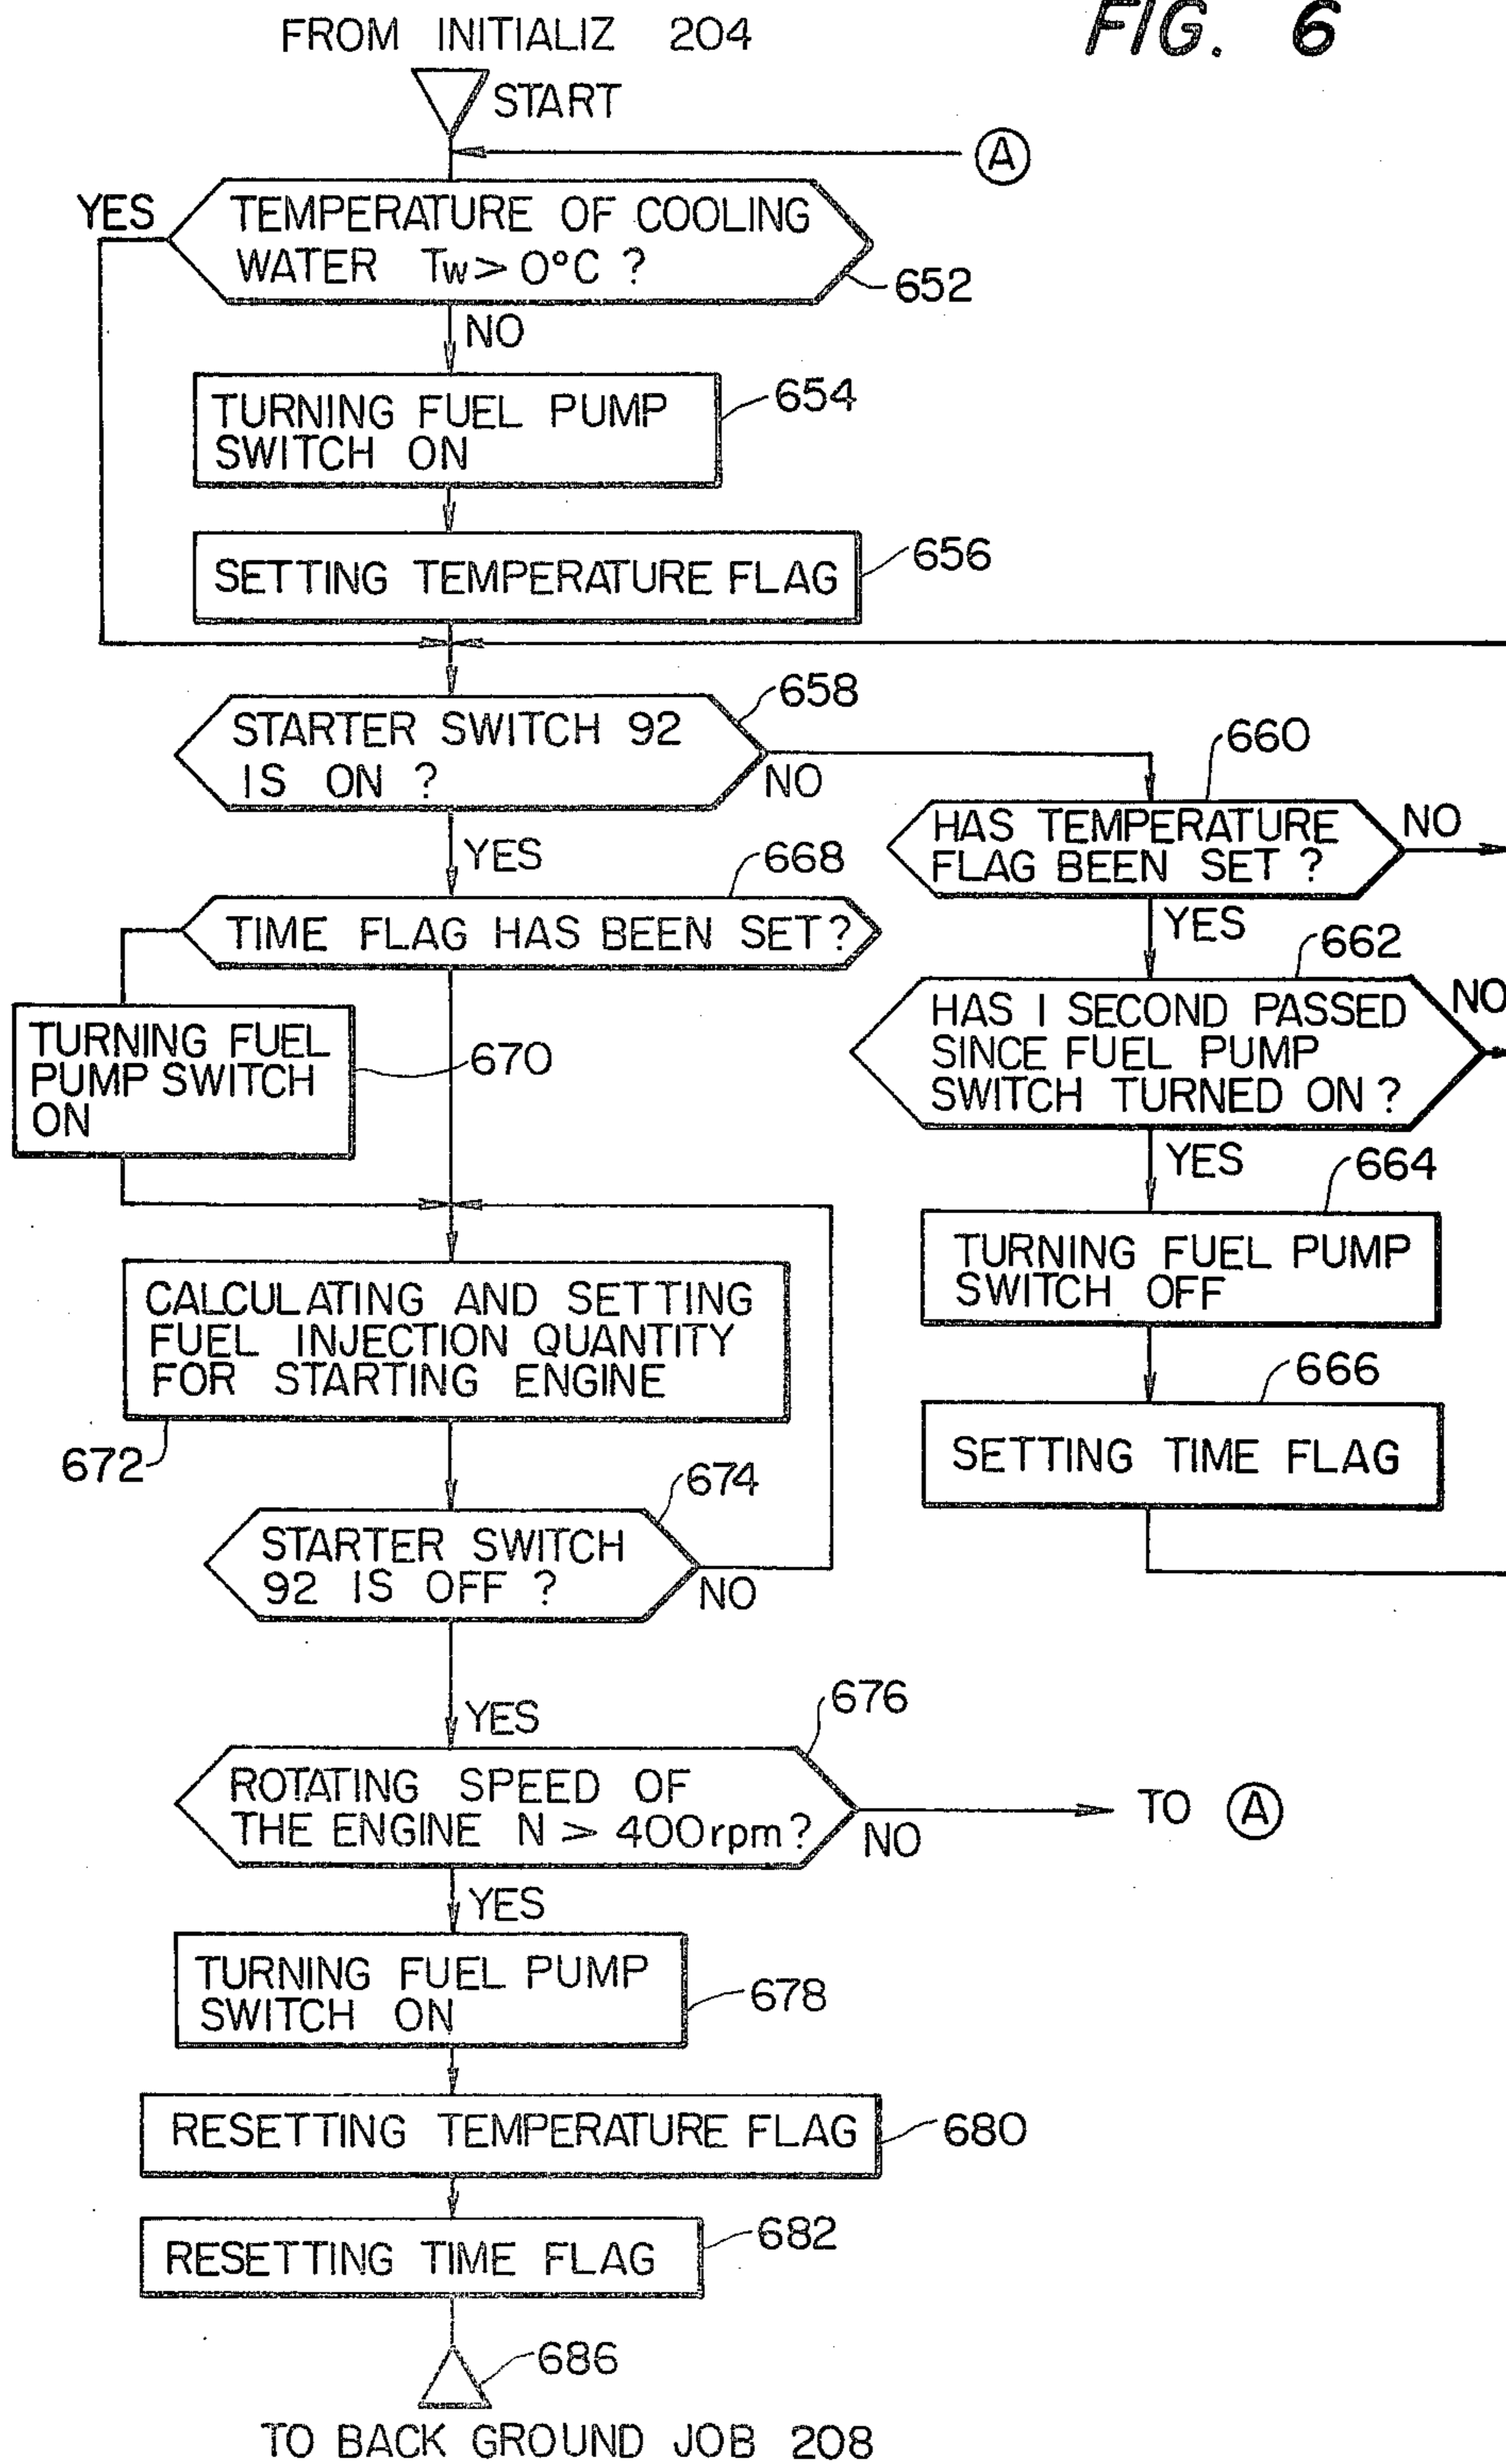 FROM INITIALIZ 204
FIG. 6
START
A
YES
TEMPERATURE OF COOLING
WATER Tw > 0°C ?
652
NO
654
TURNING FUEL PUMP
SWITCH ON
656
SETTING TEMPERATURE FLAG
658
STARTER SWITCH 92
IS ON ?
NO
660
HAS TEMPERATURE
FLAG BEEN SET ?
NO
YES
668
TIME FLAG HAS BEEN SET?
YES
662
HAS 1 SECOND PASSED
SINCE FUEL PUMP
SWITCH TURNED ON ?
NO
TURNING FUEL
PUMP SWITCH
ON
670
YES
664
TURNING FUEL PUMP
SWITCH OFF
CALCULATING AND SETTING
FUEL INJECTION QUANTITY
FOR STARTING ENGINE
672
666
SETTING TIME FLAG
674
STARTER SWITCH
92 IS OFF ?
NO
YES
676
ROTATING SPEED OF
THE ENGINE N > 400rpm?
NO
TO A
YES
TURNING FUEL PUMP
SWITCH ON
678
RESETTING TEMPERATURE FLAG
680
RESETTING TIME FLAG
682
686
TO BACK GROUND JOB 208